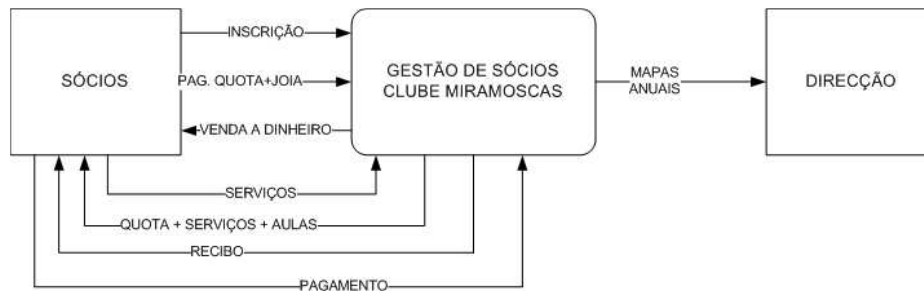 INSCRIÇÃO
SÓCIOS
PAG. QUOTA+JOIA
GESTÃO DE SÓCIOS
CLUBE MIRAMOSCAS
MAPAS
ANUAIS
DIRECÇÃO
VENDA A DINHEIRO
SERVIÇOS
QUOTA + SERVIÇOS + AULAS
RECIBO
PAGAMENTO